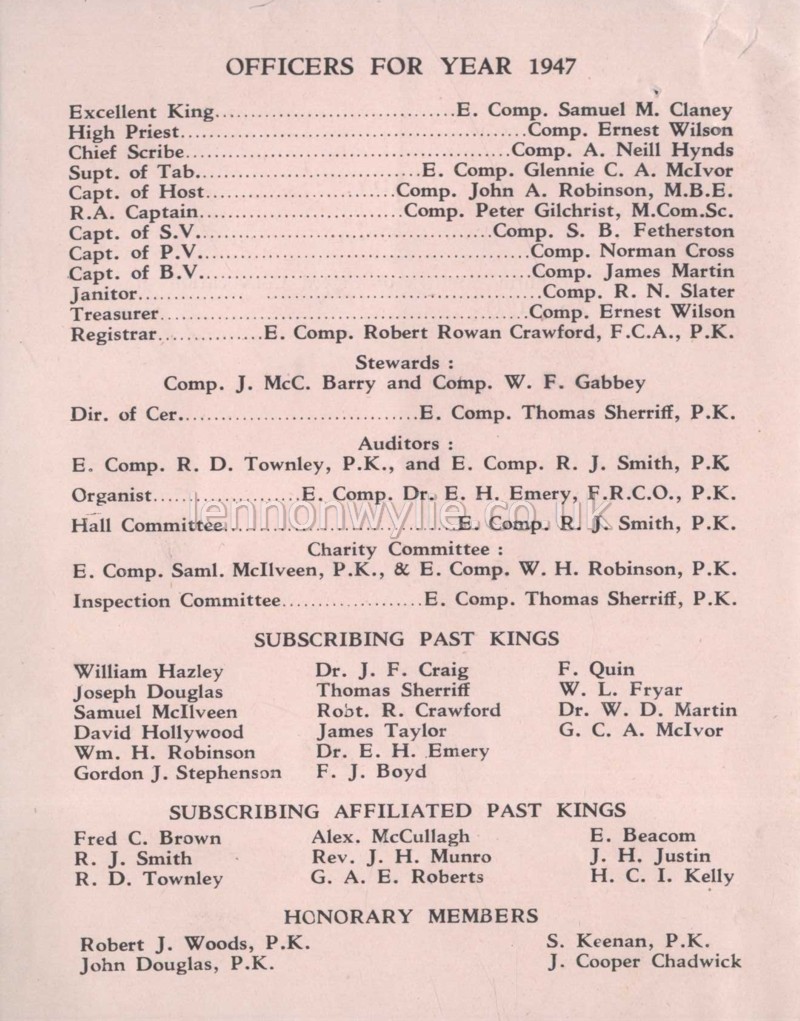 OFFICERS FOR YEAR 1947
Excellent King..................................E. Comp. Samuel M. Claney
High Priest.................................................Comp. Ernest Wilson
Chief Scribe..............................................Comp. A. Neill Hynds
Supt. of Tab................................E. Comp. Glennie C. A. McIvor
Capt. of Host...........................Comp. John A. Robinson, M.B.E.
R.A. Captain.............................Comp. Peter Gilchrist, M.Com.Sc.
Capt. of S.V..........................................Comp. S. B. Fetherston
Capt. of P.V...............................................Comp. Norman Cross
Capt. of B.V...............................................Comp. James Martin
Janitor............... .......................................Comp. R. N. Slater
Treasurer....................................................Comp. Ernest Wilson
Registrar...............E. Comp. Robert Rowan Crawford, F.C.A., P.K.
Stewards :
Comp. J. McC. Barry and Comp. W. F. Gabbey
Dir. of Cer..................................E. Comp. Thomas Sherriff, P.K.
Auditors :
E. Comp. R. D. Townley, P.K., and E. Comp. R. J. Smith, P.K
Organist.....................E. Comp. Dr. E. H. Emery, F.R.C.O., P.K.
lennonwylie.co.uk
Hall Committee.................................E. Comp. R. J. Smith, P.K.
Charity Committee :
E. Comp. Saml. McIlveen, P.K., & E. Comp. W. H. Robinson, P.K.
Inspection Committee....................E. Comp. Thomas Sherriff, P.K.
SUBSCRIBING PAST KINGS
William Hazley Dr. J. F. Craig F. Quin
Joseph Douglas Thomas Sherriff W. L. Fryar
Samuel McIlveen Robt. R. Crawford Dr. W. D. Martin
David Hollywood James Taylor G. C. A. McIvor
Wm. H. Robinson Dr. E. H. Emery
Gordon J. Stephenson F. J. Boyd
SUBSCRIBING AFFILIATED PAST KINGS
Fred C. Brown Alex. McCullagh E. Beacom
R. J. Smith Rev. J. H. Munro J. H. Justin
R. D. Townley G. A. E. Roberts H. C. I. Kelly
HONORARY MEMBERS
Robert J. Woods, P.K. S. Keenan, P.K.
John Douglas, P.K. J. Cooper Chadwick